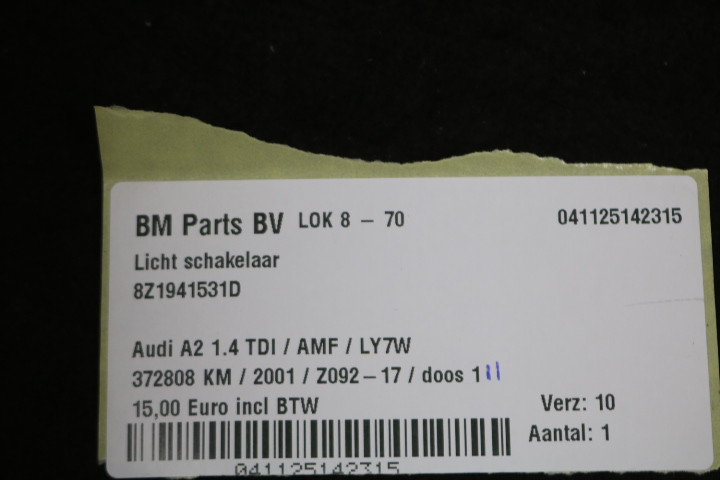 BM Parts BV LOK 8 – 70 041125142315
Licht schakelaar
8Z1941531D
Audi A2 1.4 TDI / AMF / LY7W
372808 KM / 2001 / Z092–17 / doos 111
15,00 Euro incl BTW Verz: 10
Aantal: 1
041125142315